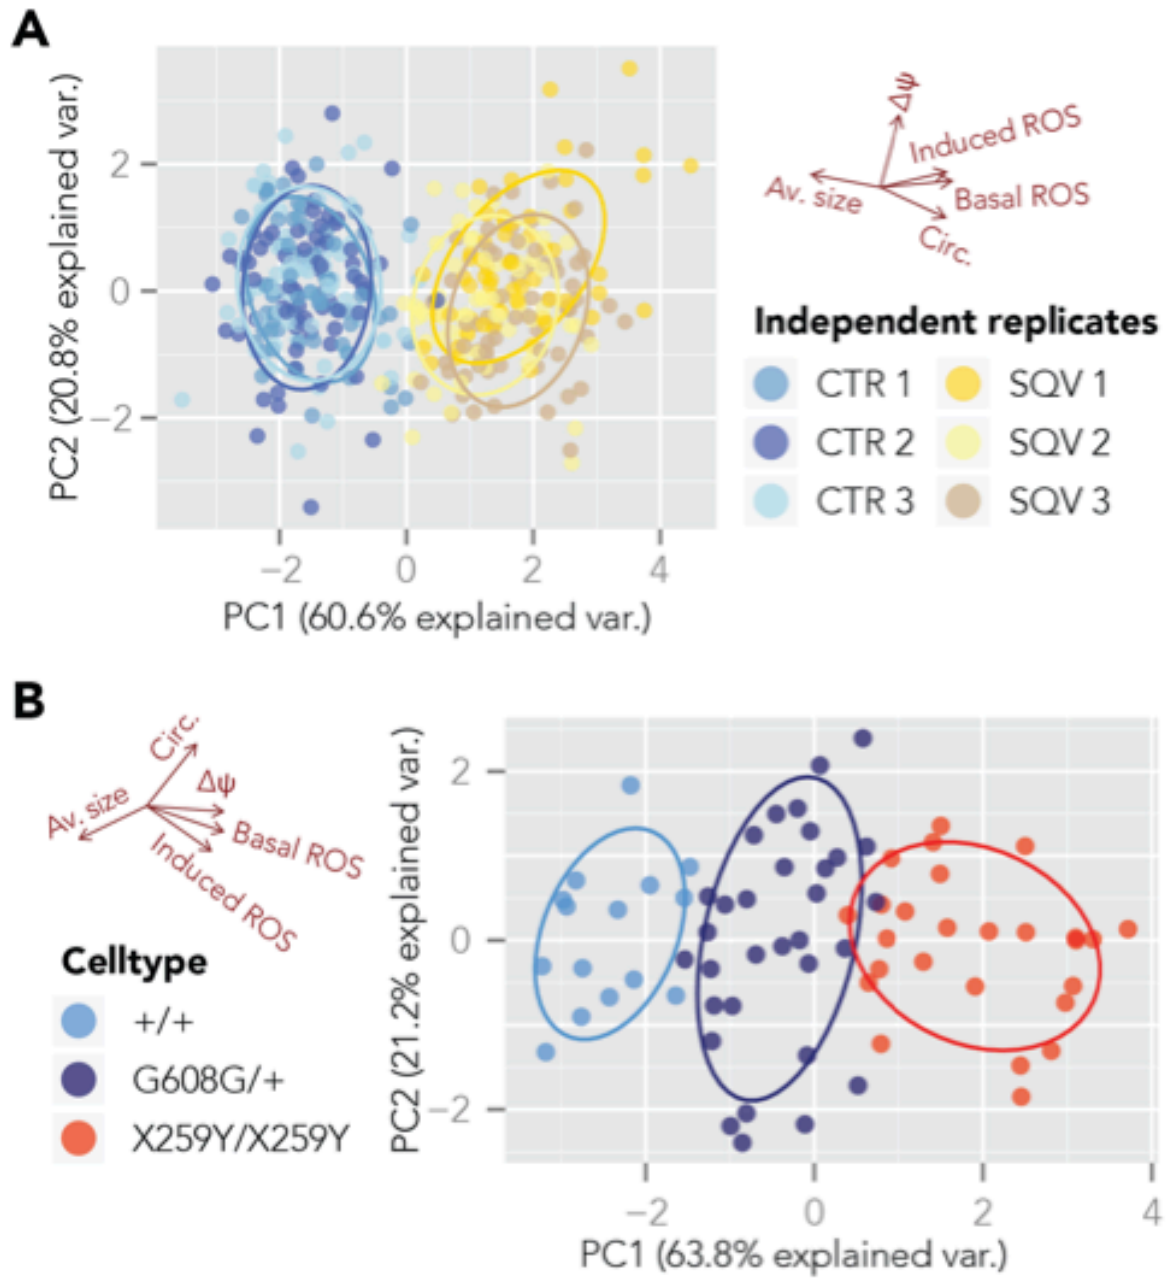 A
PC2 (20.8% explained var.)
2
0
−2
−2
0
2
4
PC1 (60.6% explained var.)
Δψ
Induced ROS
Av. size
Basal ROS
Circ.
Independent replicates
CTR 1 SQV 1
CTR 2 SQV 2
CTR 3 SQV 3
B
Circ.
Δψ
Av. size
Basal ROS
Induced ROS
Celltype
+/+
G608G/+
X259Y/X259Y
PC2 (21.2% explained var.)
2
0
−2
−2
0
2
4
PC1 (63.8% explained var.)